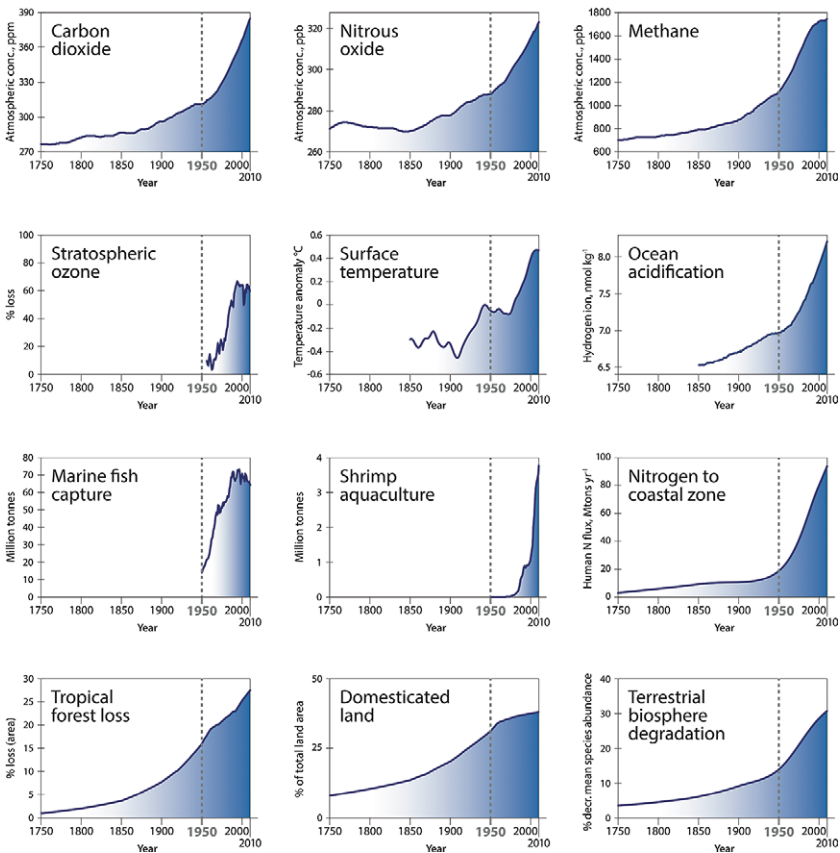 Carbon
dioxide
Atmospheric conc., ppm
390
360
330
300
270
1750 1800 1850 1900 1950 2000
2010
Year
Nitrous
oxide
Atmospheric conc., ppb
320
300
280
260
1750 1800 1850 1900 1950 2000
2010
Year
Methane
Atmospheric conc., ppb
1800
1600
1400
1200
1000
800
600
1750 1800 1850 1900 1950 2000
2010
Year
Stratospheric
ozone
% loss
100
80
60
40
20
0
1750 1800 1850 1900 1950 2000
2010
Year
Surface
temperature
Temperature anomaly °C
0.6
0.4
0.2
0
-0.2
-0.4
-0.6
1750 1800 1850 1900 1950 2000
2010
Year
Ocean
acidification
Hydrogen ion, nmol kg-1
8.0
7.5
7.0
6.5
1750 1800 1850 1900 1950 2000
2010
Year
Marine fish
capture
Million tonnes
80
70
60
50
40
30
20
10
0
1750 1800 1850 1900 1950 2000
2010
Year
Shrimp
aquaculture
Million tonnes
4
3
2
1
0
1750 1800 1850 1900 1950 2000
2010
Year
Nitrogen to
coastal zone
Human N flux, Mtons yr-1
100
80
60
40
20
0
1750 1800 1850 1900 1950 2000
2010
Year
Tropical
forest loss
% loss (area)
30
25
20
15
10
5
0
1750 1800 1850 1900 1950 2000
2010
Year
Domesticated
land
% of total land area
50
25
0
1750 1800 1850 1900 1950 2000
2010
Year
Terrestrial
biosphere
degradation
% decr. mean species abundance
40
30
20
10
0
1750 1800 1850 1900 1950 2000
2010
Year